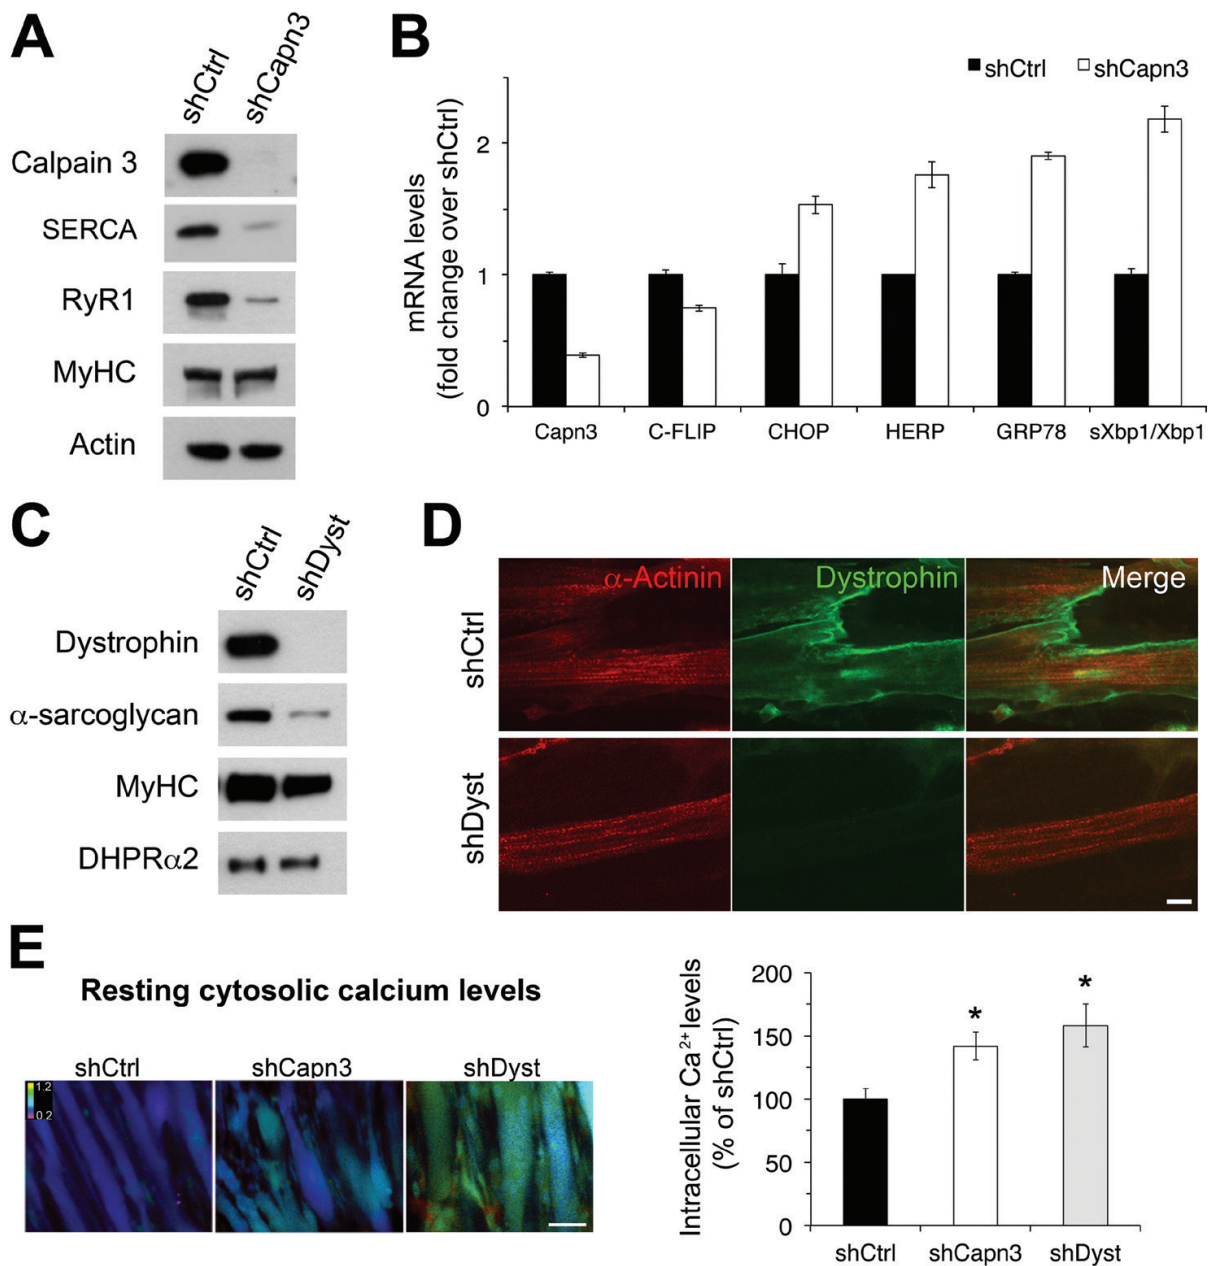 A
shCtrl
shCapn3
Calpain 3
SERCA
RyR1
MyHC
Actin
B
shCtrl
shCapn3
mRNA levels
(fold change over shCtrl)
2
1
0
Capn3
C-FLIP
CHOP
HERP
GRP78
sXbp1/Xbp1
C
shCtrl
shDyst
Dystrophin
α-sarcoglycan
MyHC
DHPRα2
D
α-Actinin
Dystrophin
Merge
shCtrl
shDyst
E
Resting cytosolic calcium levels
shCtrl
shCapn3
shDyst
1.2
0.2
Intracellular Ca²⁺levels
(% of shCtrl)
200
150
100
50
0
*
*
shCtrl
shCapn3
shDyst